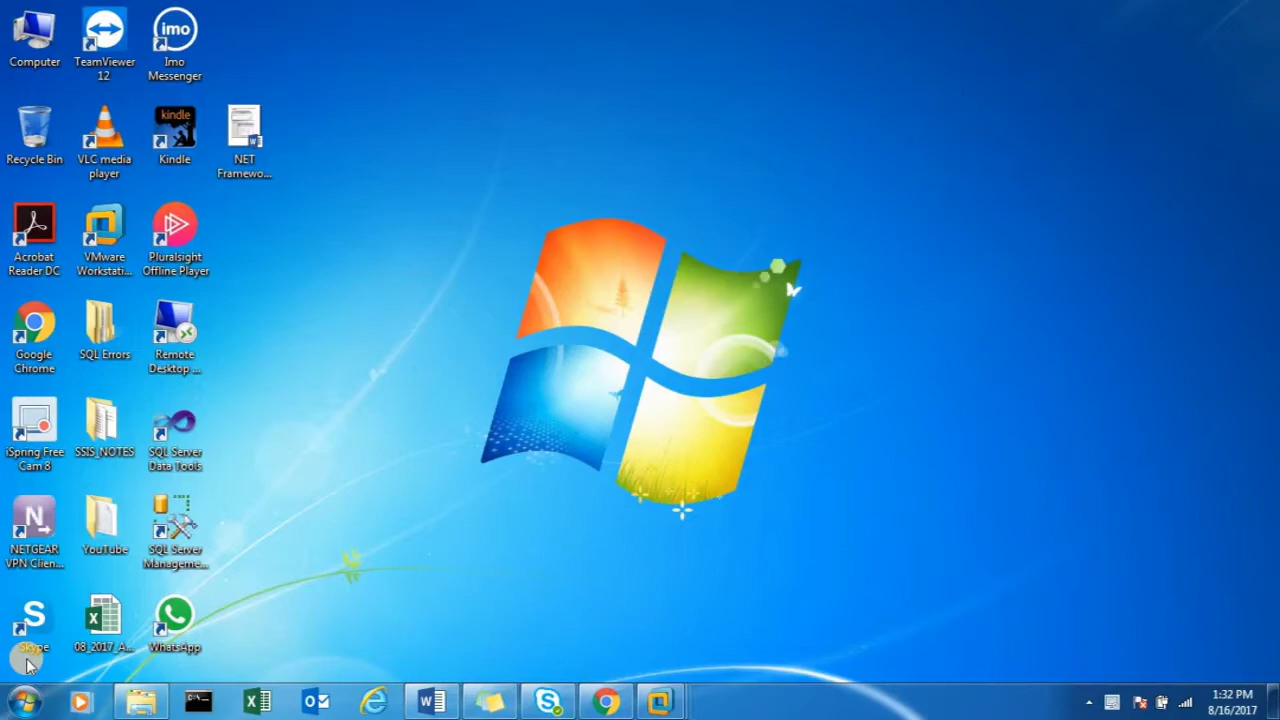 Computer
TeamViewer
12
imo
Imo
Messenger
Recycle Bin
VLC media
player
kindle
Kindle
NET
Framewo...
Acrobat
Reader DC
VMware
Workstati...
Pluralsight
Offline Player
Google
Chrome
SQL Errors
Remote
Desktop ...
iSpring Free
Cam 8
SSIS_NOTES
SQL Server
Data Tools
N
NETGEAR
VPN Clien...
YouTube
SQL Server
Manageme...
S
Skype
08_2017_A...
WhatsApp
1:32 PM
8/16/2017